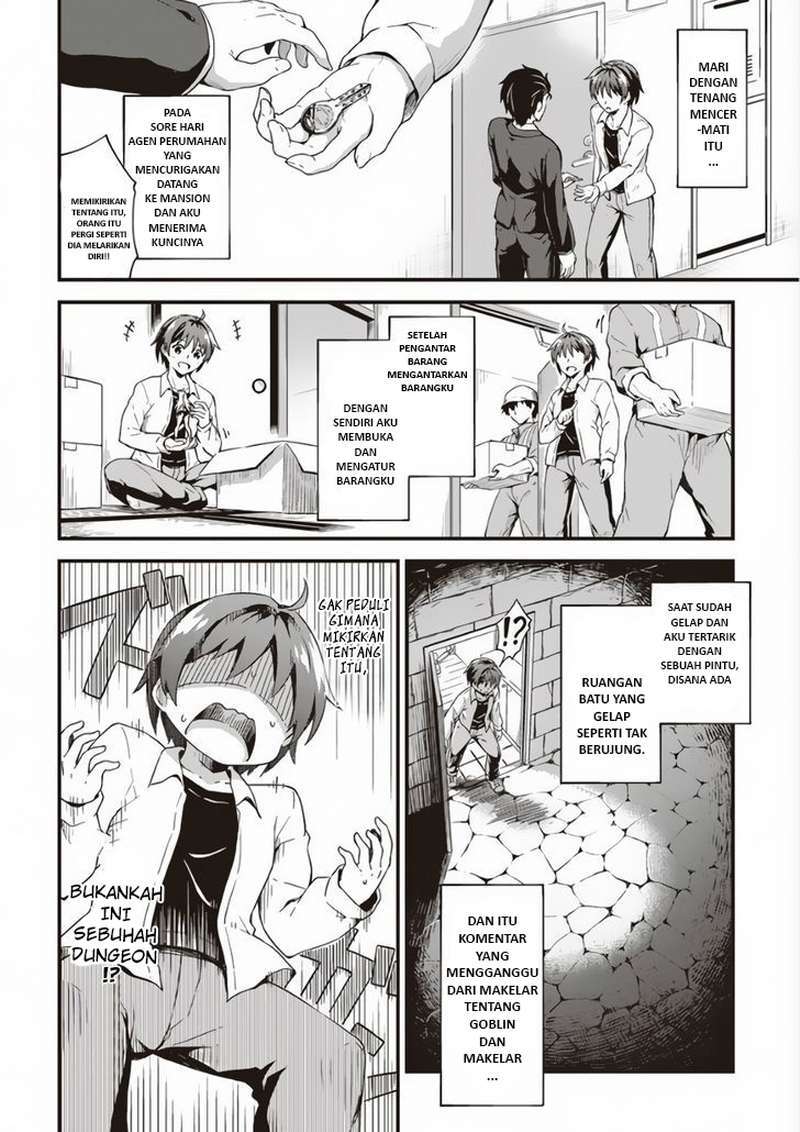 MARI
DENGAN
TENANG
MENCER
-MATI
ITU
...
PADA
SORE HARI
AGEN PERUMAHAN
YANG
MENCURIGAKAN
DATANG
KE MANSION
DAN AKU
MENERIMA
KUNCINYA
MEMIKIRIKAN
TENTANG ITU,
ORANG ITU
PERGI SEPERTI
DIA MELARIKAN
DIRI!!
SETELAH
PENGANTAR
BARANG
MENGANTARKAN
BARANGKU
DENGAN
SENDIRI AKU
MEMBUKA
DAN
MENGATUR
BARANGKU
SAAT SUDAH
GELAP DAN
AKU TERTARIK
DENGAN
SEBUAH PINTU,
DISANA ADA
!?
RUANGAN
BATU YANG
GELAP
SEPERTI TAK
BERUJUNG.
DAN ITU
KOMENTAR
YANG
MENGGANGGU
DARI MAKELAR
TENTANG
GOBLIN
DAN
MAKELAR
...
GAK PEDULI
GIMANA
MIKIRKAN
TENTANG
ITU,
BUKANKAH
INI
SEBUHAH
DUNGEON
!?